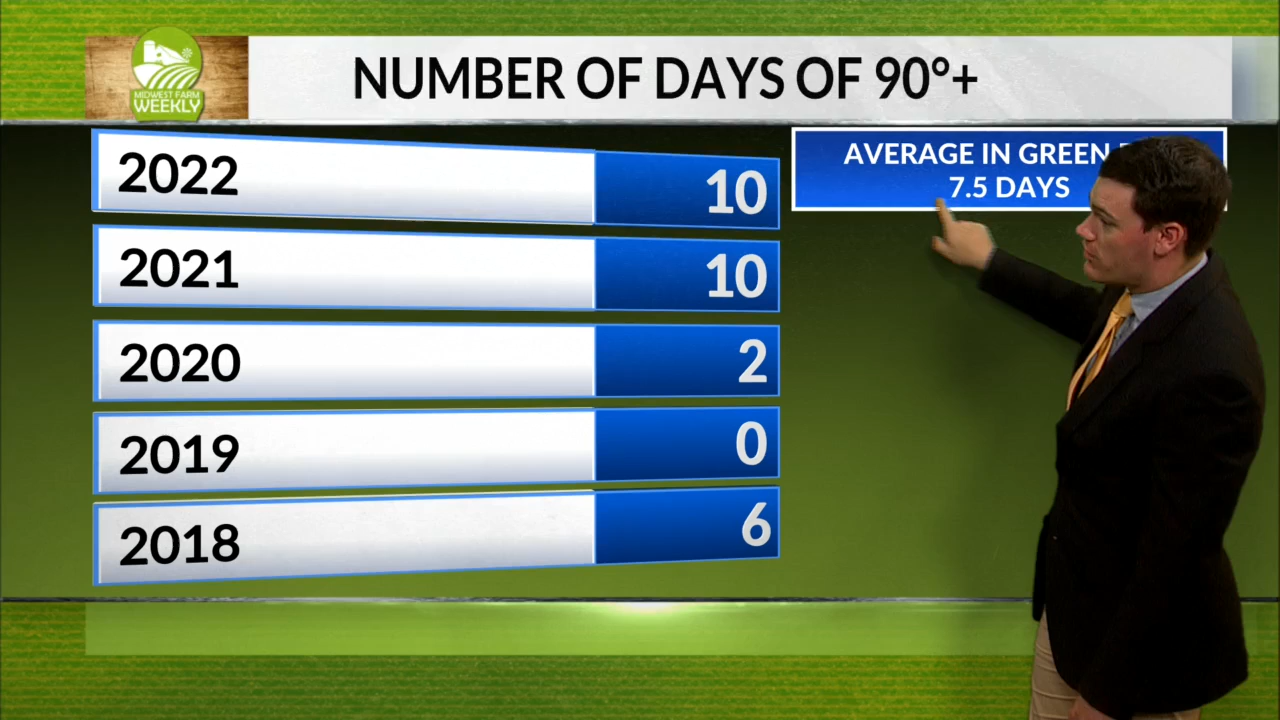 MIDWEST FARM
WEEKLY
NUMBER OF DAYS OF 90°+
2022 10
2021 10
2020 2
2019 0
2018 6
AVERAGE IN GREEN
7.5 DAYS